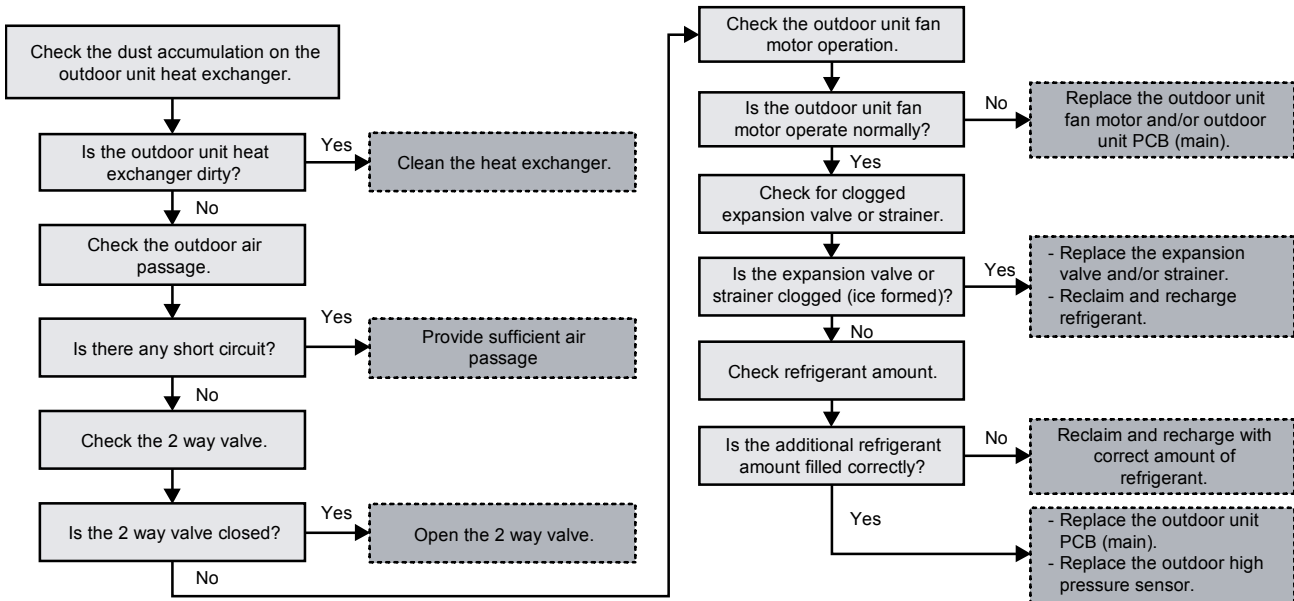 Check the dust accumulation on the
outdoor unit heat exchanger.
Is the outdoor unit heat
exchanger dirty?
Yes
Clean the heat exchanger.
No
Check the outdoor air
passage.
Is there any short circuit?
Yes
Provide sufficient air
passage
No
Check the 2 way valve.
Is the 2 way valve closed?
Yes
Open the 2 way valve.
No
Check the outdoor unit fan
motor operation.
Is the outdoor unit fan
motor operate normally?
No
Replace the outdoor unit
fan motor and/or outdoor
unit PCB (main).
Yes
Check for clogged
expansion valve or strainer.
Is the expansion valve or
strainer clogged (ice formed)?
Yes
- Replace the expansion
valve and/or strainer.
- Reclaim and recharge
refrigerant.
No
Check refrigerant amount.
Is the additional refrigerant
amount filled correctly?
No
Reclaim and recharge with
correct amount of
refrigerant.
Yes
- Replace the outdoor unit
PCB (main).
- Replace the outdoor high
pressure sensor.